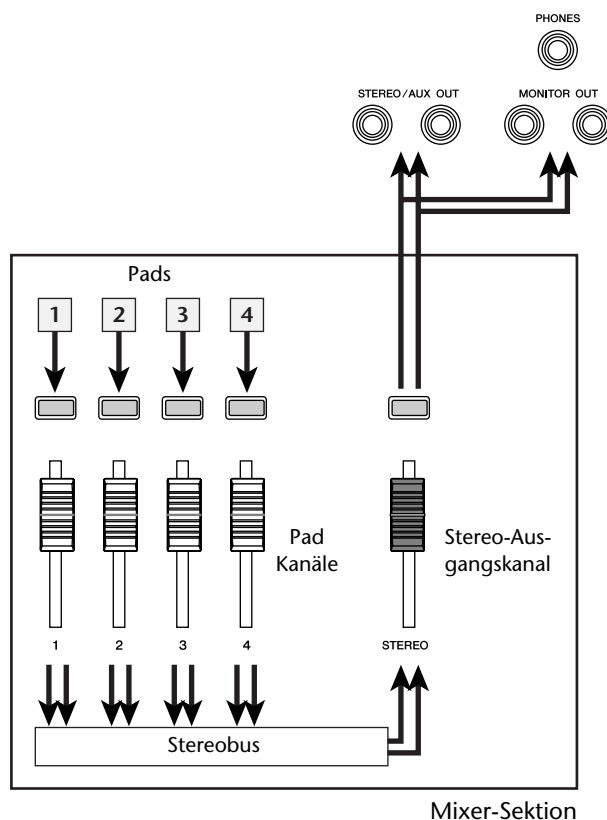 PHONES
STEREO/AUX OUT
MONITOR OUT
Pads
1 2 3 4
Pad
Kanäle
Stereo-Aus-
gangskanal
1 2 3 4 STEREO
Stereobus
Mixer-Sektion